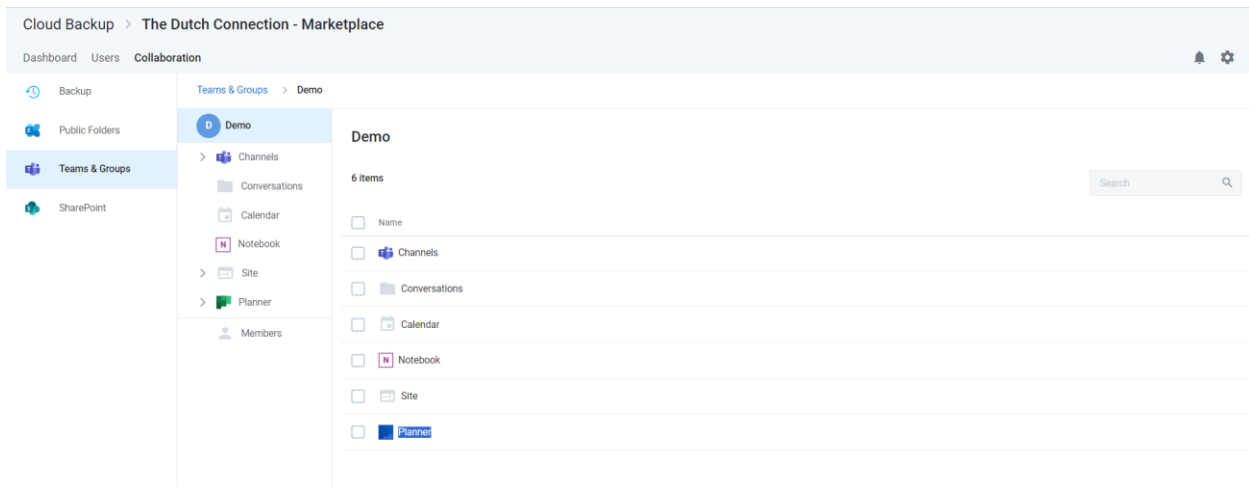 Cloud Backup > The Dutch Connection - Marketplace
Dashboard Users Collaboration
Backup
Public Folders
Teams & Groups
SharePoint
Teams & Groups > Demo
D Demo
Channels
Conversations
Calendar
N Notebook
Site
Planner
Members
Demo
6 items
Search
Name
Channels
Conversations
Calendar
N Notebook
Site
Planner